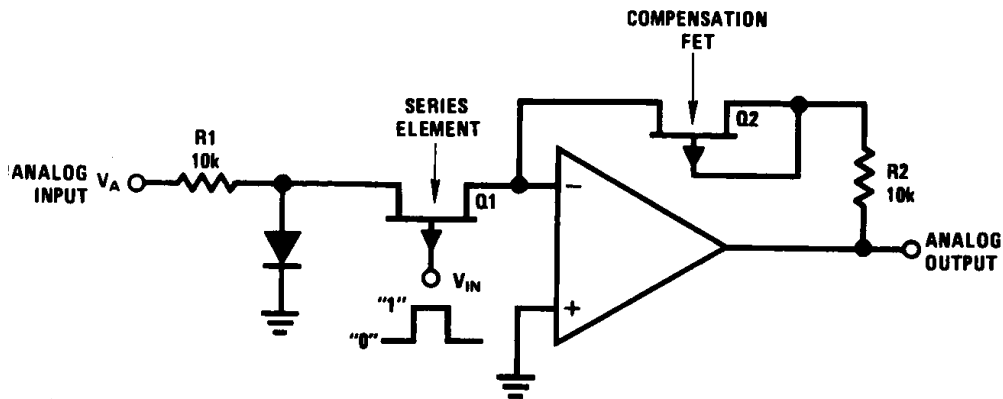 COMPENSATION
FET
SERIES
ELEMENT
Q2
R1
10k
ANALOG
INPUT
VA
Q1
R2
10k
−
+
VIN
"1"
"0"
ANALOG
OUTPUT